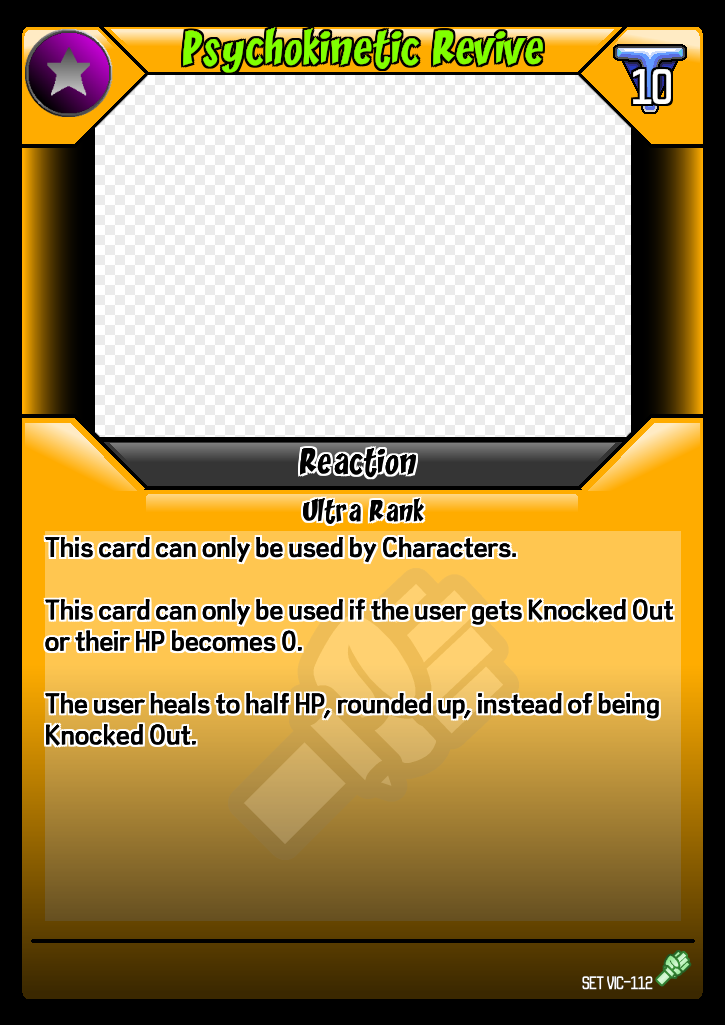 Psychokinetic Revive
10
Reaction
Ultra Rank
This card can only be used by Characters.
This card can only be used if the user gets Knocked Out
or their HP becomes 0.
The user heals to half HP, rounded up, instead of being
Knocked Out.
SET VIC-112